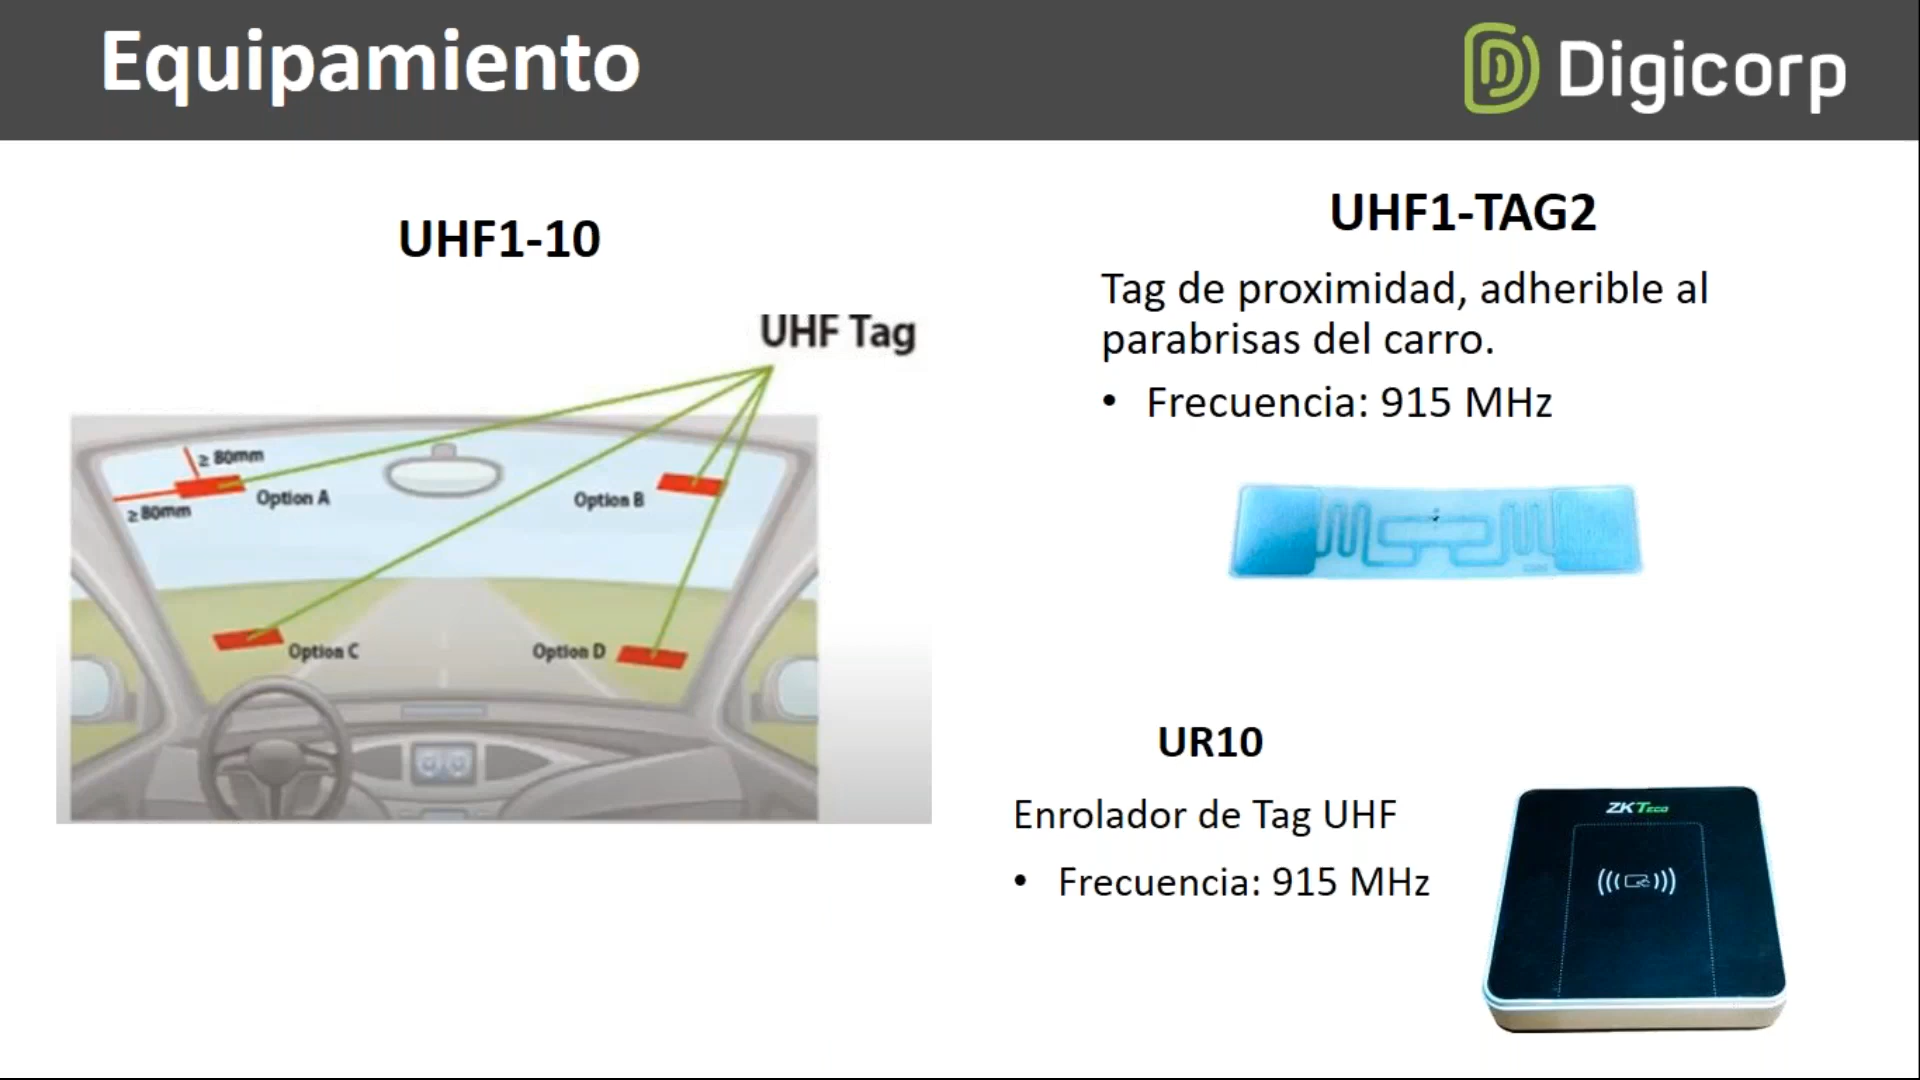 Equipamiento
Digicorp
UHF1-10
UHF Tag
≥ 80mm
≥ 80mm
Option A
Option B
Option C
Option D
UHF1-TAG2
Tag de proximidad, adherible al
parabrisas del carro.
• Frecuencia: 915 MHz
UR10
Enrolador de Tag UHF
• Frecuencia: 915 MHz
ZKTeco